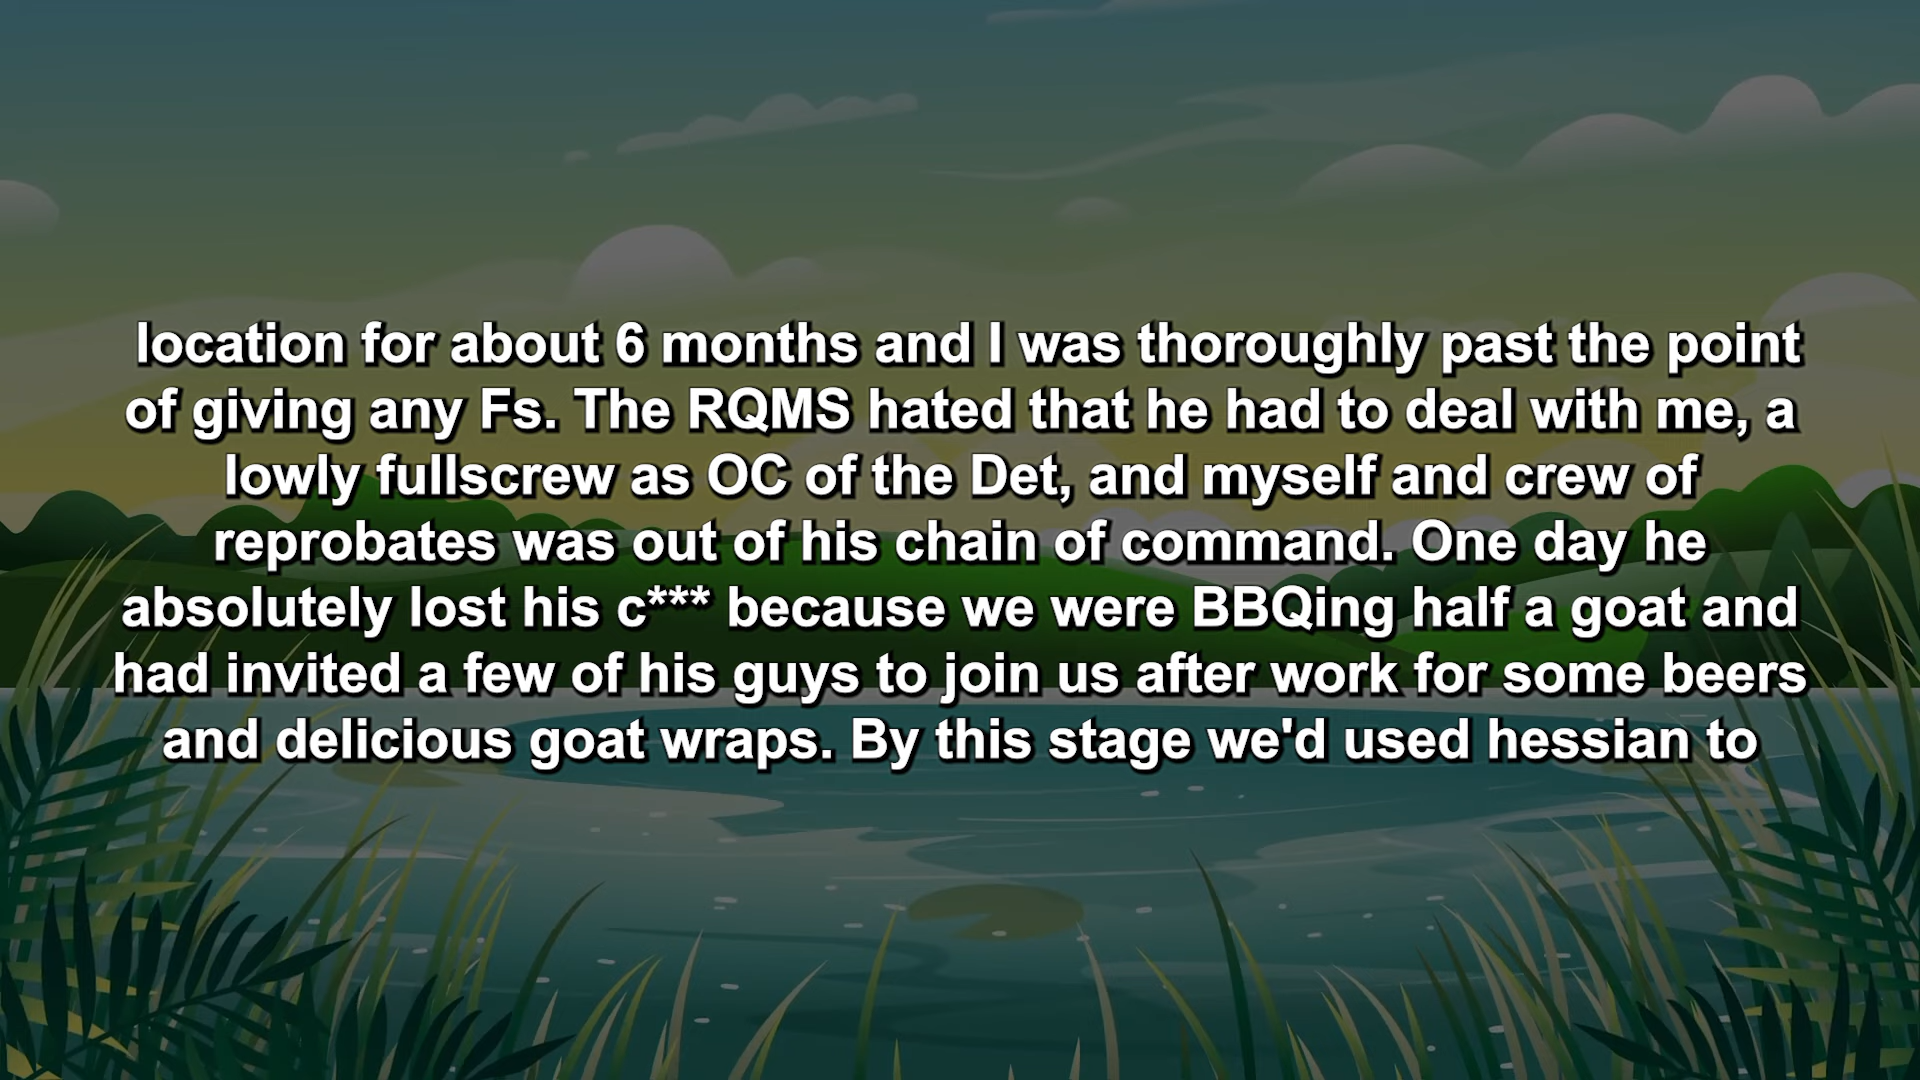 location for about 6 months and I was thoroughly past the point
of giving any Fs. The RQMS hated that he had to deal with me, a
lowly fullscrew as OC of the Det, and myself and crew of
reprobates was out of his chain of command. One day he
absolutely lost his c*** because we were BBQing half a goat and
had invited a few of his guys to join us after work for some beers
and delicious goat wraps. By this stage we'd used hessian to